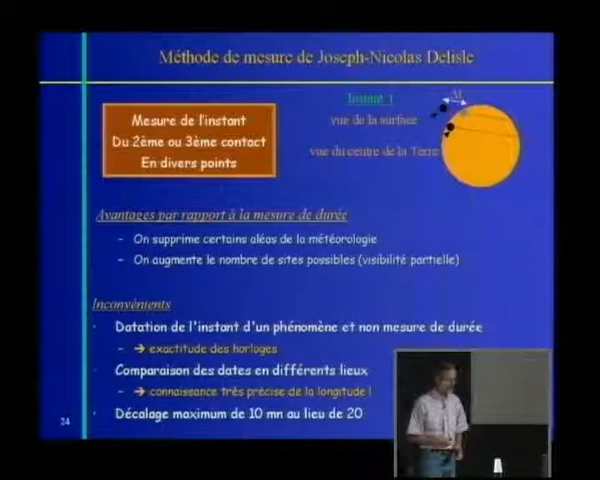 Méthode de mesure de Joseph-Nicolas Delisle
Mesure de l'instant
Du 2ème ou 3ème contact
En divers points
Instant 1
Δt
vue de la surface
vue du centre de la Terre
Avantages par rapport à la mesure de durée
- On supprime certains aléas de la météorologie
- On augmente le nombre de sites possibles (visibilité partielle)
Inconvénients
· Datation de l'instant d'un phénomène et non mesure de durée
- → exactitude des horloges
· Comparaison des dates en différents lieux
- → connaissance très précise de la longitude !
· Décalage maximum de 10 mn au lieu de 20
24